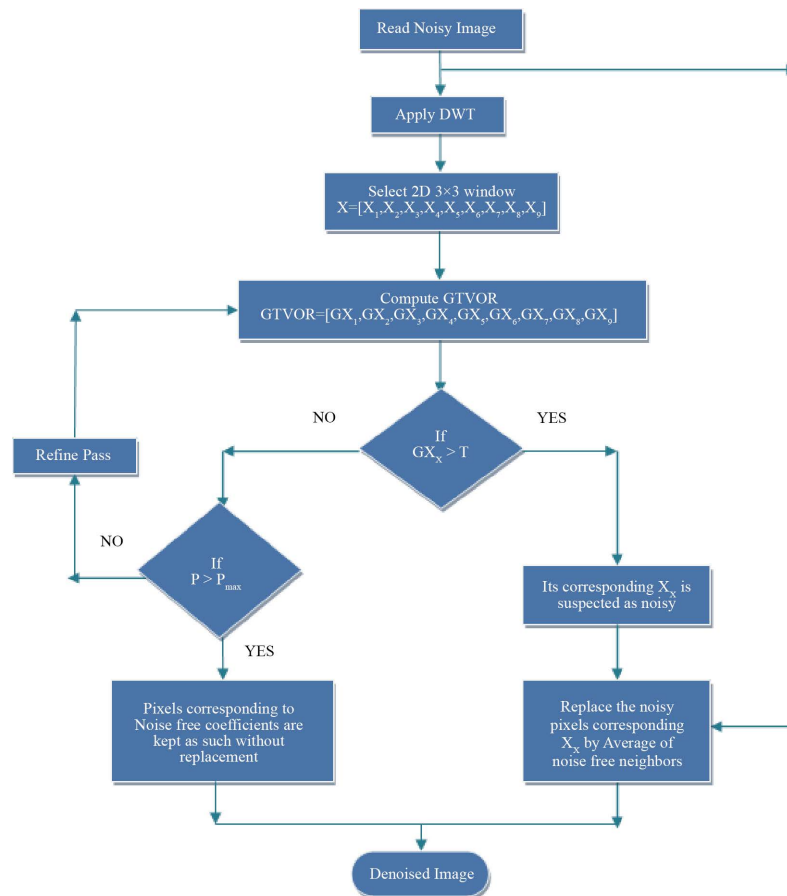 Read Noisy Image
Apply DWT
Select 2D 3×3 window
X=[X₁,X₂,X₃,X₄,X₅,X₆,X₇,X₈,X₉]
Compute GTVOR
GTVOR=[GX₁,GX₂,GX₃,GX₄,GX₅,GX₆,GX₇,GX₈,GX₉]
NO
YES
If
GXₓ > T
Refine Pass
NO
If
P > Pₘₐₓ
Its corresponding Xₓ is
suspected as noisy
YES
Pixels corresponding to
Noise free coefficients are
kept as such without
replacement
Replace the noisy
pixels corresponding
Xₓ by Average of
noise free neighbors
Denoised Image